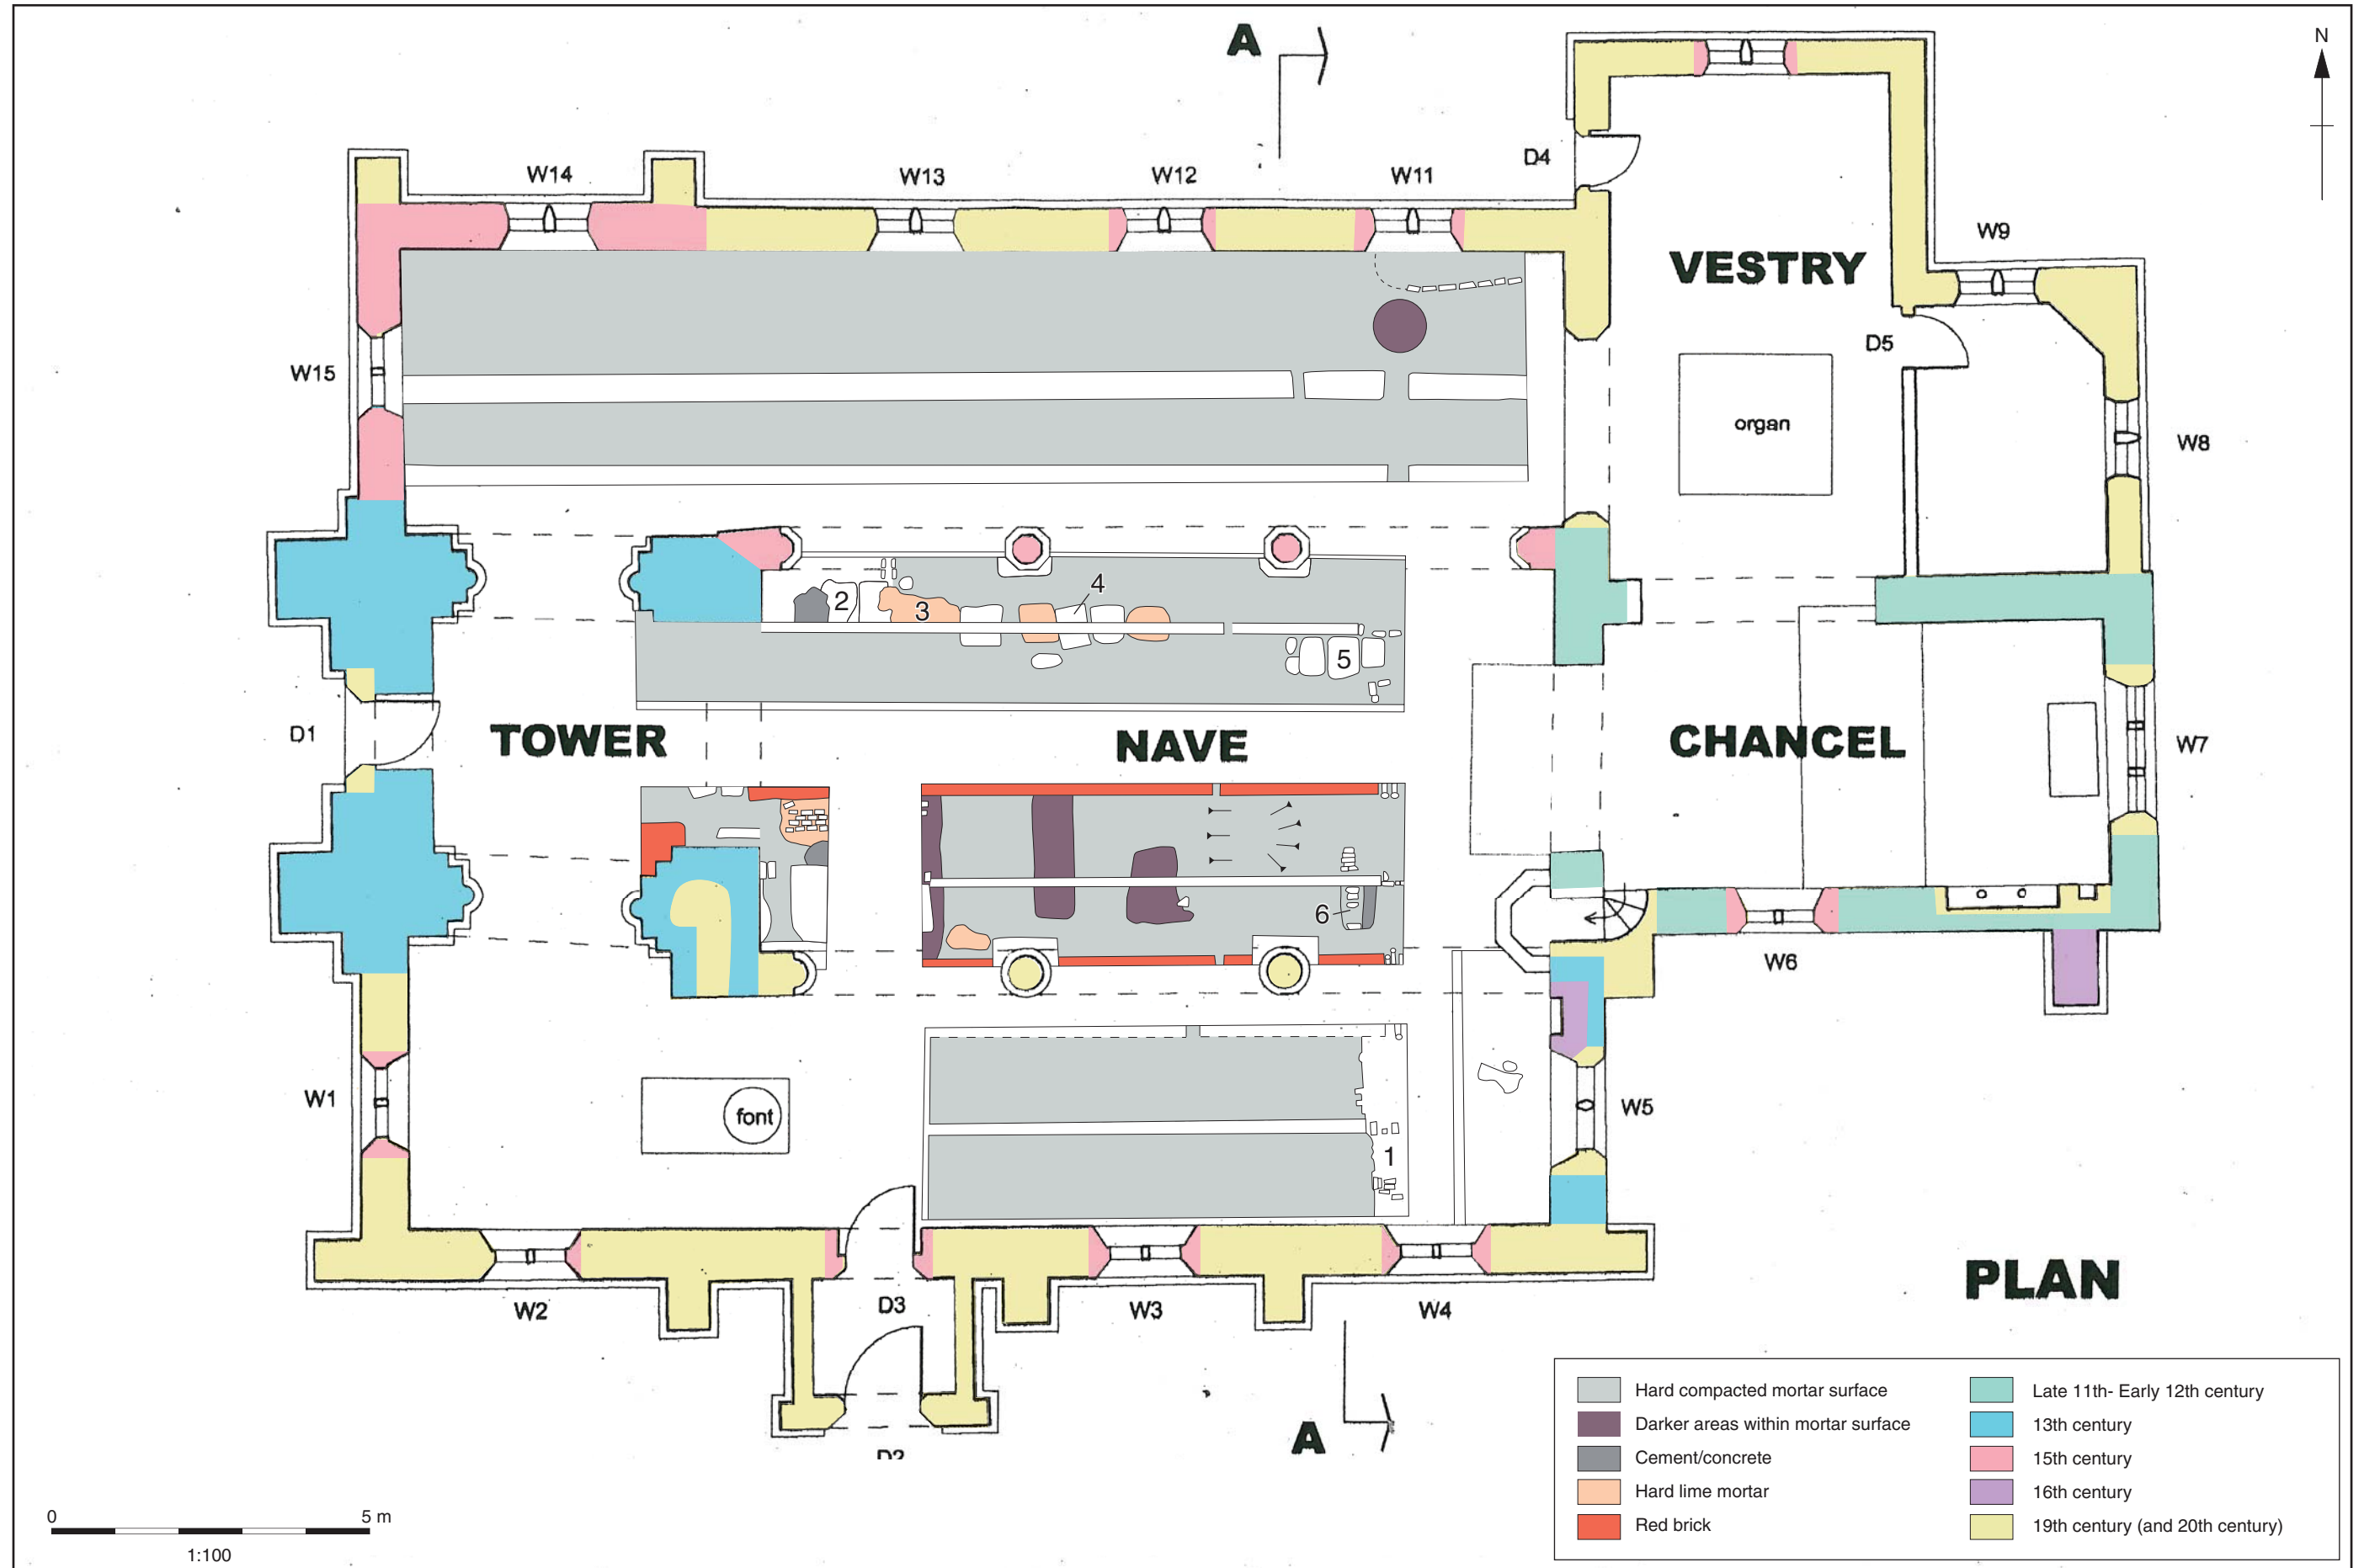 A
N
D4
W14
W13
W12
W11
VESTRY
W9
D5
W15
organ
W8
2
3
4
5
D1
TOWER
NAVE
CHANCEL
W7
6
W6
W1
font
W5
1
W2
D3
W3
W4
PLAN
D2
A
Hard compacted mortar surface
Darker areas within mortar surface
Cement/concrete
Hard lime mortar
Red brick
Late 11th- Early 12th century
13th century
15th century
16th century
19th century (and 20th century)
0
5 m
1:100